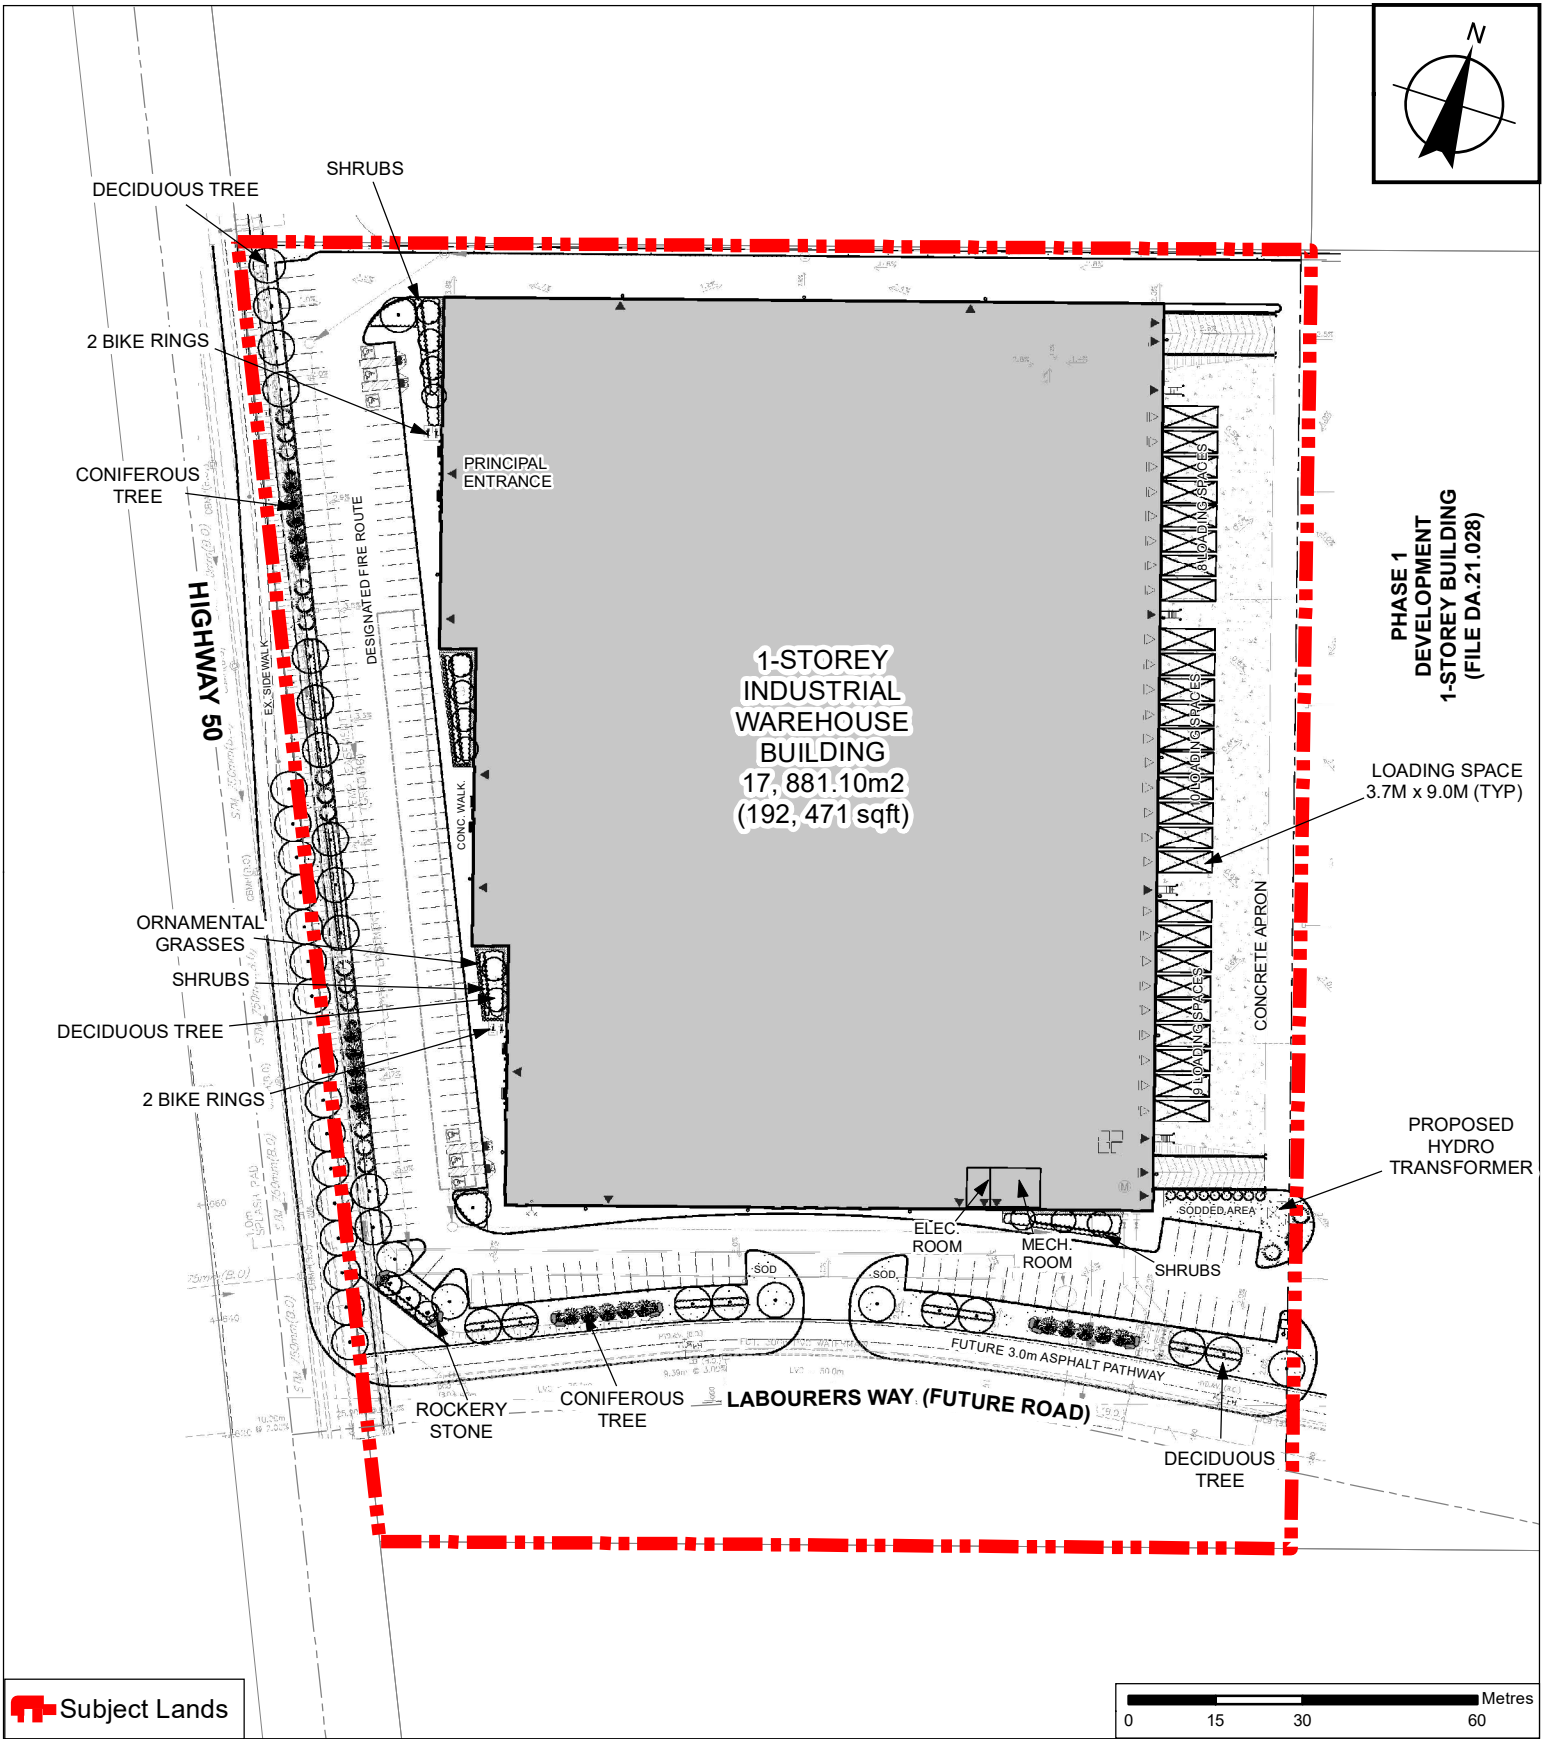 N
SHRUBS
DECIDUOUS TREE
2 BIKE RINGS
PRINCIPAL
ENTRANCE
CONIFEROUS
TREE
DESIGNATED FIRE ROUTE
8 LOADING SPACES
PHASE 1
DEVELOPMENT
1-STOREY BUILDING
(FILE DA.21.028)
HIGHWAY 50
EX. SIDEWALK
1-STOREY
INDUSTRIAL
WAREHOUSE
BUILDING
17, 881.10m2
(192, 471 sqft)
10 LOADING SPACES
LOADING SPACE
3.7M x 9.0M (TYP)
CONC. WALK
ORNAMENTAL
GRASSES
SHRUBS
DECIDUOUS TREE
2 BIKE RINGS
CONCRETE APRON
9 LOADING SPACES
PROPOSED
HYDRO
TRANSFORMER
SODDED AREA
ELEC.
ROOM
MECH.
ROOM
SHRUBS
SOD
SOD
FUTURE 3.0m ASPHALT PATHWAY
ROCKERY
STONE
CONIFEROUS
TREE
LABOURERS WAY (FUTURE ROAD)
DECIDUOUS
TREE
Subject Lands
Metres
0 15 30 60